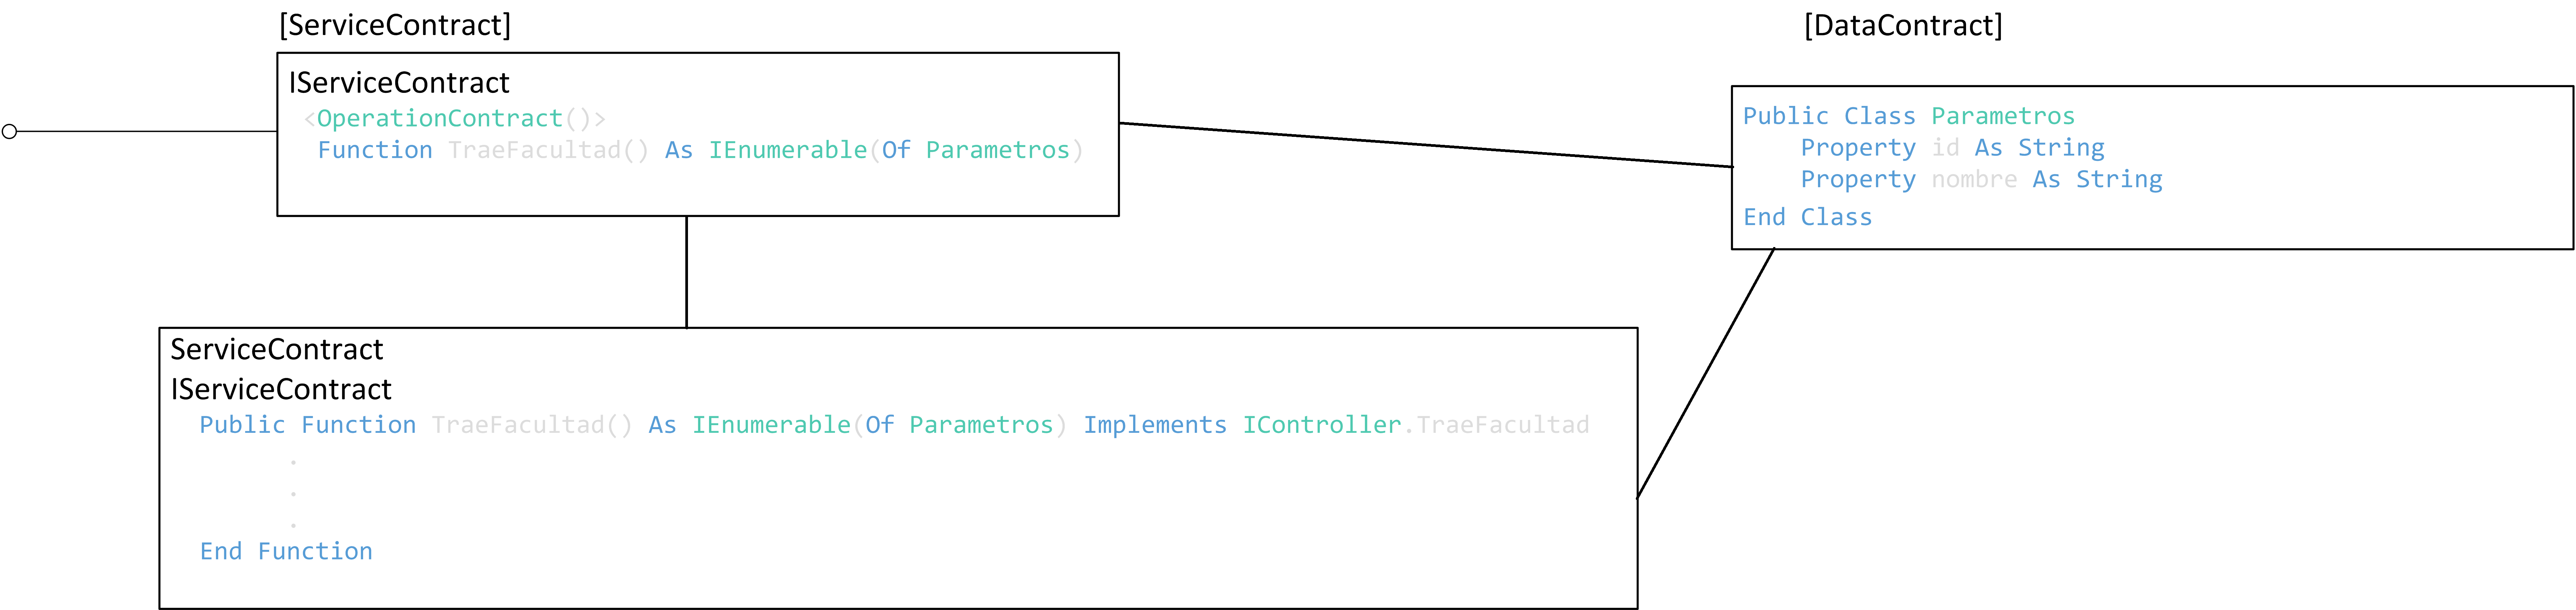 [ServiceContract]
IServiceContract
<OperationContract()>
Function TraeFacultad() As IEnumerable(Of Parametros)
[DataContract]
Public Class Parametros
Property id As String
Property nombre As String
End Class
ServiceContract
IServiceContract
Public Function TraeFacultad() As IEnumerable(Of Parametros) Implements IController.TraeFacultad
.
.
.
End Function